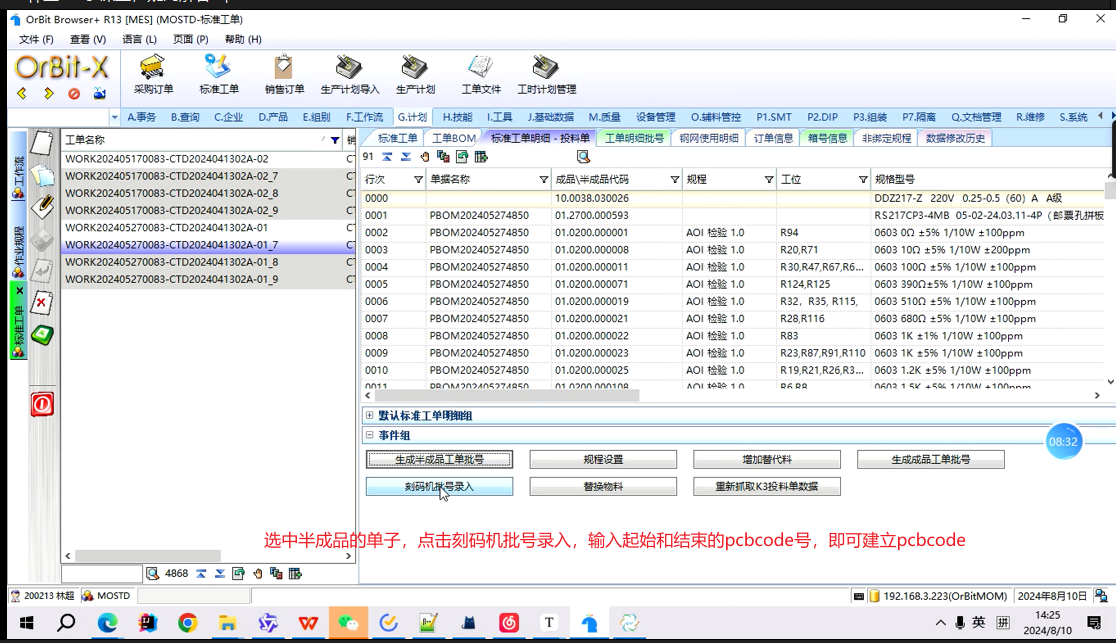 OrBit Browser+ R13 [MES] (MOSTD-标准工单)
文件 (F) 查看 (V) 语言 (L) 页面 (P) 帮助 (H)
OrBit-X
采购订单 标准工单 销售订单 生产计划导入 生产计划 工单文件 工时计划管理
A.事务 B.查询 C.企业 D.产品 E.组别 F.工作流 G.计划 H.技能 I.工具 J.基础数据 M.质量 设备管理 O.辅料管控 P1.SMT P2.DIP P3.组装 P7.隔离 Q.文档管理 R.维修 S.系统
工作流
作业规程
标准工单
工单名称 销
WORK202405170083-CTD2024041302A-02 CT
WORK202405170083-CTD2024041302A-02_7 CT
WORK202405170083-CTD2024041302A-02_8 CT
WORK202405170083-CTD2024041302A-02_9 CT
WORK202405270083-CTD2024041302A-01 CT
WORK202405270083-CTD2024041302A-01_7 CT
WORK202405270083-CTD2024041302A-01_8 CT
WORK202405270083-CTD2024041302A-01_9 CT
4868
标准工单 工单BOM 标准工单明细 - 投料单 工单明细批号 钢网使用明细 订单信息 箱号信息 非绑定规程 数据修改历史
91
行次 单据名称 成品\半成品代码 规程 工位 规格型号
0000 10.0038.030026 DDZ217-Z 220V 0.25-0.5 (60) A A级
0001 PBOM202405274850 01.2700.000593 RS217CP3-4MB 05-02-24.03.11-4P（邮票孔拼板
0002 PBOM202405274850 01.0200.000001 AOI 检验 1.0 R94 0603 0Ω ±5% 1/10W ±100ppm
0003 PBOM202405274850 01.0200.000008 AOI 检验 1.0 R20,R71 0603 10Ω ±5% 1/10W ±200ppm
0004 PBOM202405274850 01.0200.000011 AOI 检验 1.0 R30,R47,R67,R6... 0603 100Ω ±5% 1/10W ±100ppm
0005 PBOM202405274850 01.0200.000071 AOI 检验 1.0 R124,R125 0603 390Ω±5% 1/10W ±100ppm
0006 PBOM202405274850 01.0200.000019 AOI 检验 1.0 R32，R35, R115, 0603 510Ω ±5% 1/10W ±100ppm
0007 PBOM202405274850 01.0200.000021 AOI 检验 1.0 R28,R116 0603 680Ω ±5% 1/10W ±100ppm
0008 PBOM202405274850 01.0200.000022 AOI 检验 1.0 R83 0603 1K ±1% 1/10W ±100ppm
0009 PBOM202405274850 01.0200.000023 AOI 检验 1.0 R23,R87,R91,R110 0603 1K ±5% 1/10W ±100ppm
0010 PBOM202405274850 01.0200.000025 AOI 检验 1.0 R19,R21,R26,R3... 0603 1.2K ±5% 1/10W ±100ppm
0011 PBOM202405274850 01.0200.000108 AOI 检验 1.0 R6,R8 0603 1.5K ±5% 1/10W ±100ppm
默认标准工单明细组
事件组
08:32
生成半成品工单批号 规程设置 增加替代料 生成成品工单批号
刻码机批号录入 替换物料 重新抓取K3投料单数据
选中半成品的单子，点击刻码机批号录入，输入起始和结束的pcbcode号，即可建立pcbcode
200213 林超 MOSTD 192.168.3.223(OrBitMOM) 2024年8月10日
英 拼 14:25
2024/8/10